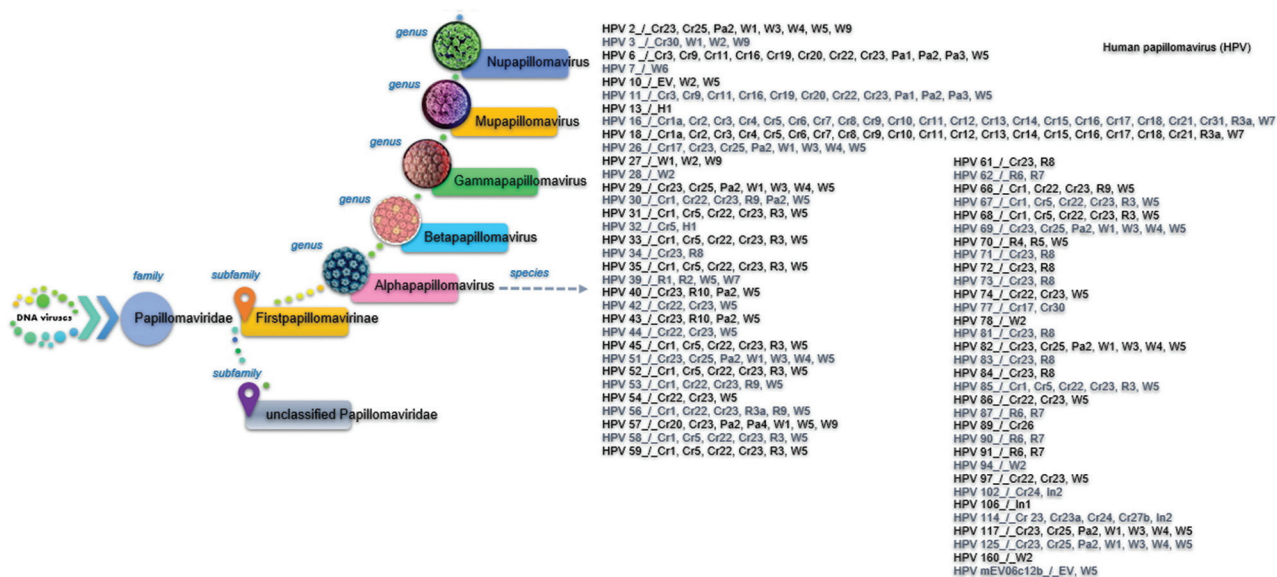 genus
Nupapillomavirus
genus
Mupapillomavirus
genus
Gammapapillomavirus
genus
Betapapillomavirus
genus
Alphapapillomavirus
species
DNA viruses
family
Papillomaviridae
subfamily
Firstpapillomavirinae
subfamily
unclassified Papillomaviridae
Human papillomavirus (HPV)
HPV 2_/_Cr23, Cr25, Pa2, W1, W3, W4, W5, W9
HPV 3 _/_Cr30, W1, W2, W9
HPV 6_/_Cr3, Cr9, Cr11, Cr16, Cr19, Cr20, Cr22, Cr23, Pa1, Pa2, Pa3, W5
HPV 7_/_W6
HPV 10_/_EV, W2, W5
HPV 11_/_Cr3, Cr9, Cr11, Cr16, Cr19, Cr20, Cr22, Cr23, Pa1, Pa2, Pa3, W5
HPV 13_/_H1
HPV 16_/_Cr1a, Cr2, Cr3, Cr4, Cr5, Cr6, Cr7, Cr8, Cr9, Cr10, Cr11, Cr12, Cr13, Cr14, Cr15, Cr16, Cr17, Cr18, Cr21, Cr31, R3a, W7
HPV 18_/_Cr1a, Cr2, Cr3, Cr4, Cr5, Cr6, Cr7, Cr8, Cr9, Cr10, Cr11, Cr12, Cr13, Cr14, Cr15, Cr16, Cr17, Cr18, Cr21, R3a, W7
HPV 26_/_Cr17, Cr23, Cr25, Pa2, W1, W3, W4, W5
HPV 27_/_W1, W2, W9
HPV 28_/_W2
HPV 29_/_Cr23, Cr25, Pa2, W1, W3, W4, W5
HPV 30_/_Cr1, Cr22, Cr23, R9, Pa2, W5
HPV 31_/_Cr1, Cr5, Cr22, Cr23, R3, W5
HPV 32_/_Cr5, H1
HPV 33_/_Cr1, Cr5, Cr22, Cr23, R3, W5
HPV 34_/_Cr23, R8
HPV 35_/_Cr1, Cr5, Cr22, Cr23, R3, W5
HPV 39_/_R1, R2, W5, W7
HPV 40_/_Cr23, R10, Pa2, W5
HPV 42_/_Cr22, Cr23, W5
HPV 43_/_Cr23, R10, Pa2, W5
HPV 44_/_Cr22, Cr23, W5
HPV 45_/_Cr1, Cr5, Cr22, Cr23, R3, W5
HPV 51_/_Cr23, Cr25, Pa2, W1, W3, W4, W5
HPV 52_/_Cr1, Cr5, Cr22, Cr23, R3, W5
HPV 53_/_Cr1, Cr22, Cr23, R9, W5
HPV 54_/_Cr22, Cr23, W5
HPV 56_/_Cr1, Cr22, Cr23, R3a, R9, W5
HPV 57_/_Cr20, Cr23, Pa2, Pa4, W1, W5, W9
HPV 58_/_Cr1, Cr5, Cr22, Cr23, R3, W5
HPV 59_/_Cr1, Cr5, Cr22, Cr23, R3, W5
HPV 61_/_Cr23, R8
HPV 62_/_R6, R7
HPV 66_/_Cr1, Cr22, Cr23, R9, W5
HPV 67_/_Cr1, Cr5, Cr22, Cr23, R3, W5
HPV 68_/_Cr1, Cr5, Cr22, Cr23, R3, W5
HPV 69_/_Cr23, Cr25, Pa2, W1, W3, W4, W5
HPV 70_/_R4, R5, W5
HPV 71_/_Cr23, R8
HPV 72_/_Cr23, R8
HPV 73_/_Cr23, R8
HPV 74_/_Cr22, Cr23, W5
HPV 77_/_Cr17, Cr30
HPV 78_/_W2
HPV 81_/_Cr23, R8
HPV 82_/_Cr23, Cr25, Pa2, W1, W3, W4, W5
HPV 83_/_Cr23, R8
HPV 84_/_Cr23, R8
HPV 85_/_Cr1, Cr5, Cr22, Cr23, R3, W5
HPV 86_/_Cr22, Cr23, W5
HPV 87_/_R6, R7
HPV 89_/_Cr26
HPV 90_/_R6, R7
HPV 91_/_R6, R7
HPV 94_/_W2
HPV 97_/_Cr22, Cr23, W5
HPV 102_/_Cr24, In2
HPV 106_/_In1
HPV 114_/_Cr 23, Cr23a, Cr24, Cr27b, In2
HPV 117_/_Cr23, Cr25, Pa2, W1, W3, W4, W5
HPV 125_/_Cr23, Cr25, Pa2, W1, W3, W4, W5
HPV 160_/_W2
HPV mEV06c12b_/_EV, W5